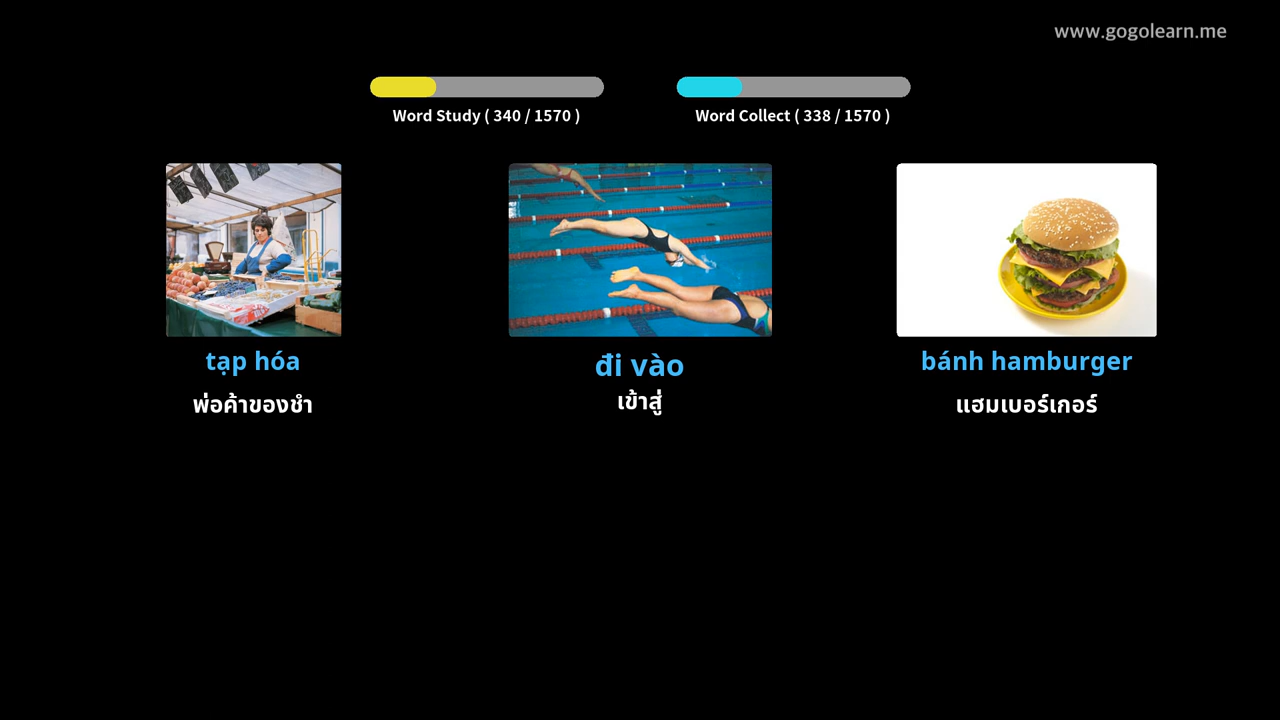 www.gogolearn.me
Word Study ( 340 / 1570 )
Word Collect ( 338 / 1570 )
tạp hóa
đi vào
bánh hamburger
พ่อค้าของชำ
เข้าสู่
แฮมเบอร์เกอร์